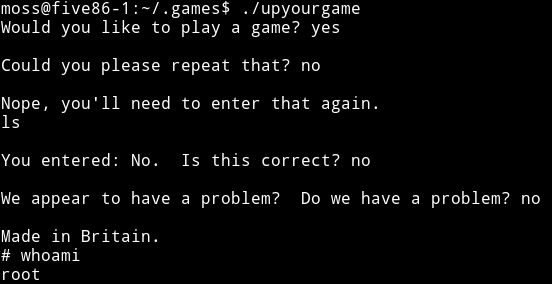 moss@five86-1:~/.games$ ./upyourgame
Would you like to play a game? yes
Could you please repeat that? no
Nope, you'll need to enter that again.
ls
You entered: No.  Is this correct? no
We appear to have a problem?  Do we have a problem? no
Made in Britain.
# whoami
root